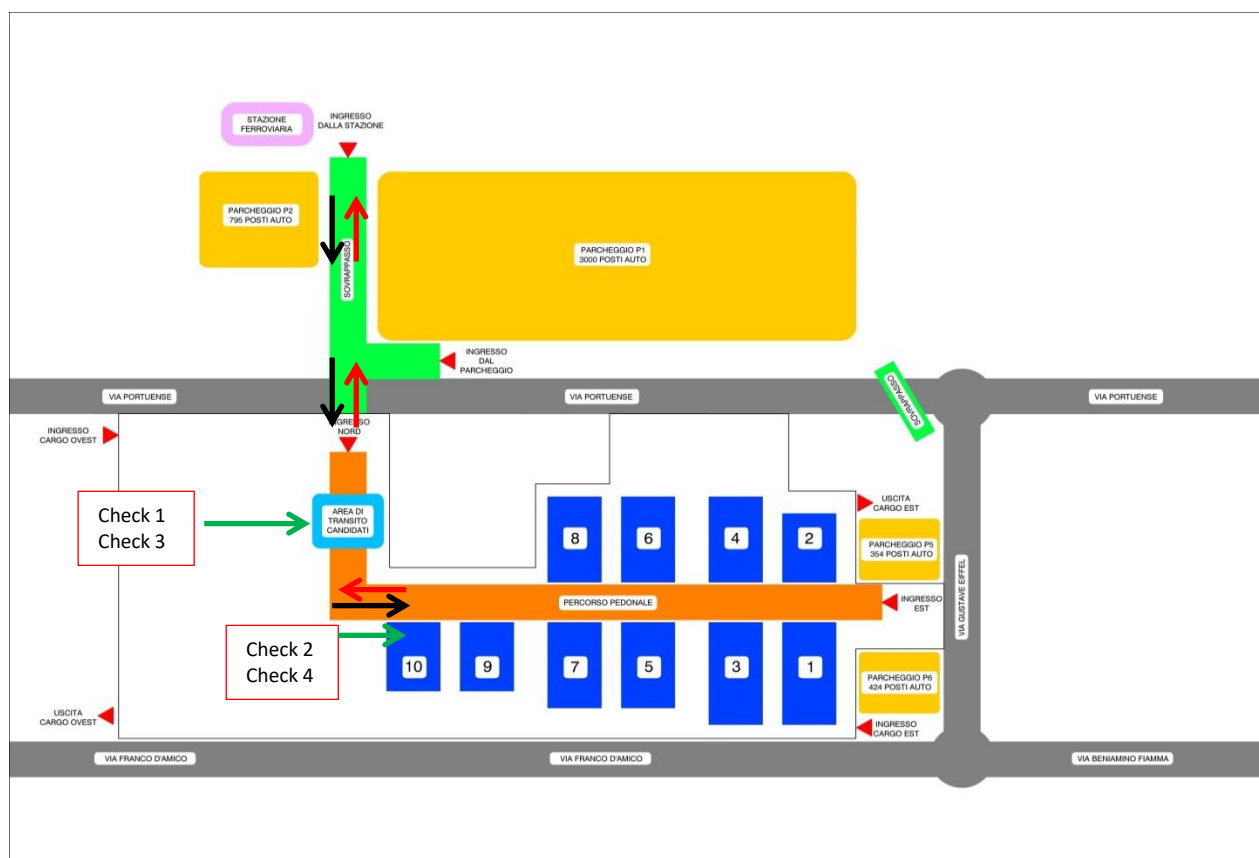 STAZIONE
FERROVIARIA
INGRESSO
DALLA STAZIONE
PARCHEGGIO P2
795 POSTI AUTO
SOVRAPPASSO
PARCHEGGIO P1
3000 POSTI AUTO
INGRESSO
DAL
PARCHEGGIO
VIA PORTUENSE
VIA PORTUENSE
SOVRAPPASSO
VIA PORTUENSE
INGRESSO
CARGO OVEST
INGRESSO
NORD
Check 1
Check 3
AREA DI
TRANSITO
CANDIDATI
8
6
4
2
USCITA
CARGO EST
PARCHEGGIO P5
354 POSTI AUTO
PERCORSO PEDONALE
INGRESSO
EST
VIA GUSTAVE EIFFEL
Check 2
Check 4
10
9
7
5
3
1
PARCHEGGIO P6
424 POSTI AUTO
USCITA
CARGO OVEST
INGRESSO
CARGO EST
VIA FRANCO D'AMICO
VIA FRANCO D'AMICO
VIA BENIAMINO FIAMMA